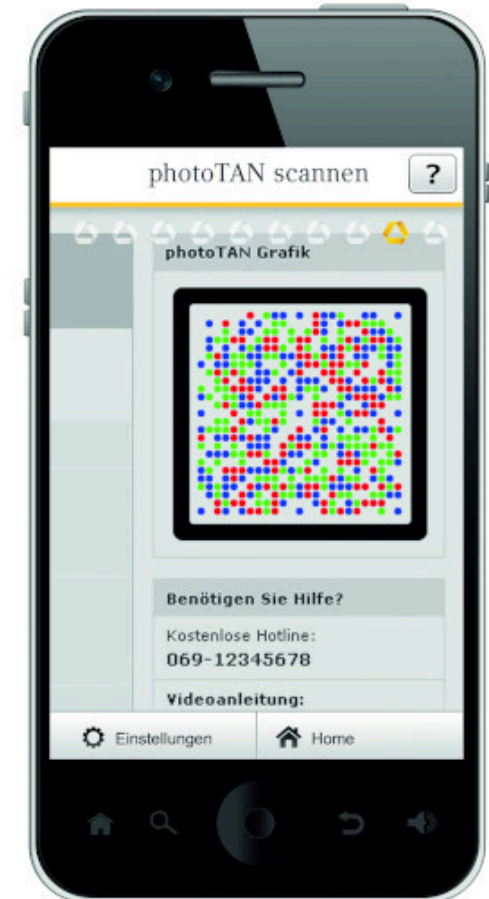 photoTAN scannen
?
photoTAN Grafik
Benötigen Sie Hilfe?
Kostenlose Hotline:
069-12345678
Videoanleitung:
Einstellungen
Home